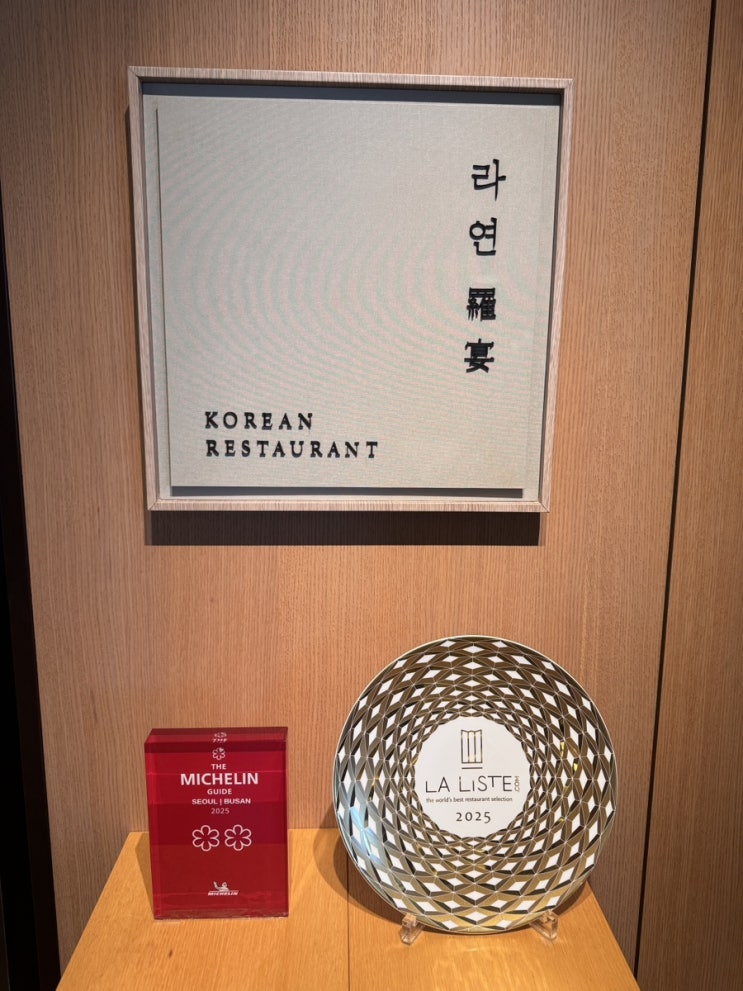 라연 羅宴
KOREAN
RESTAURANT
THE
MICHELIN
GUIDE
SEOUL | BUSAN
2025
MICHELIN
LA LISTE.COM
the world's best restaurant selection
2025